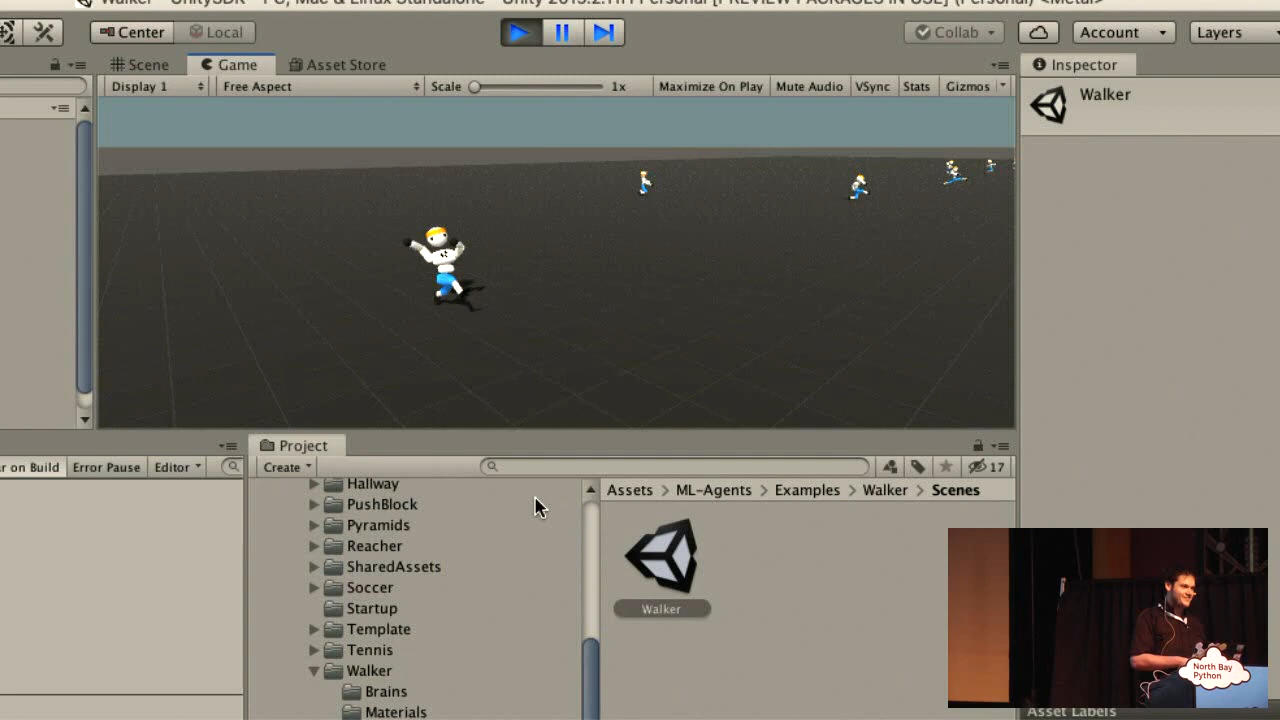 Center
Local
Collab
Account
Layers
Scene
Game
Asset Store
Inspector
Display 1
Free Aspect
Scale
1x
Maximize On Play
Mute Audio
VSync
Stats
Gizmos
Walker
Project
on Build
Error Pause
Editor
Create
17
Hallway
PushBlock
Pyramids
Reacher
SharedAssets
Soccer
Startup
Template
Tennis
Walker
Brains
Materials
Assets > ML-Agents > Examples > Walker > Scenes
Walker
North Bay
Python
Asset Labels